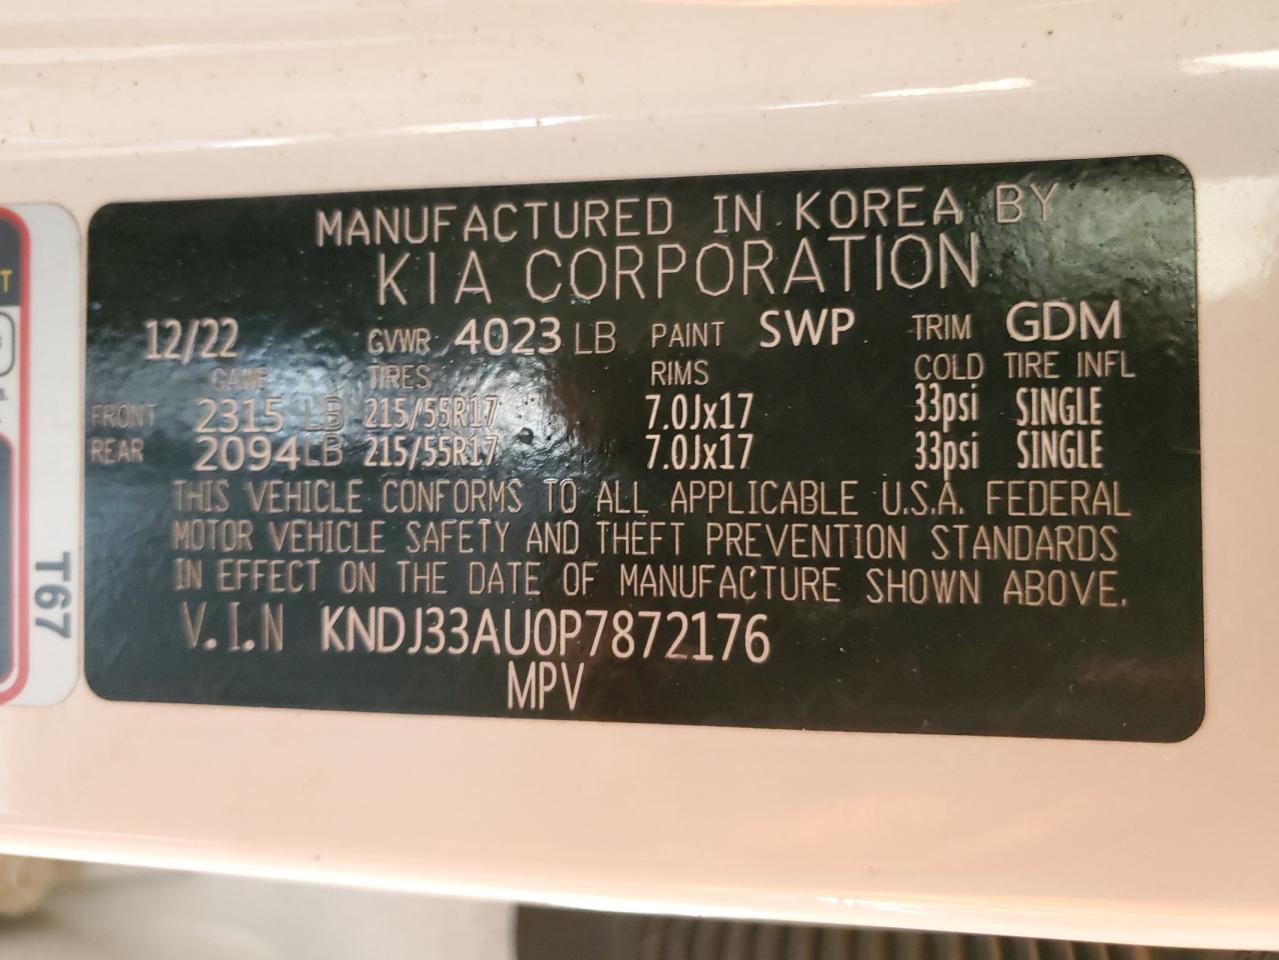 MANUFACTURED IN KOREA BY
KIA CORPORATION
12/22 GVWR 4023 LB PAINT SWP TRIM GDM
GAWR TIRES RIMS COLD TIRE INFL
FRONT 2315 LB 215/55R17 7.0Jx17 33psi SINGLE
REAR 2094LB 215/55R17 7.0Jx17 33psi SINGLE
THIS VEHICLE CONFORMS TO ALL APPLICABLE U.S.A. FEDERAL
MOTOR VEHICLE SAFETY AND THEFT PREVENTION STANDARDS
IN EFFECT ON THE DATE OF MANUFACTURE SHOWN ABOVE.
V.I.N KNDJ33AU0P7872176
MPV
T67